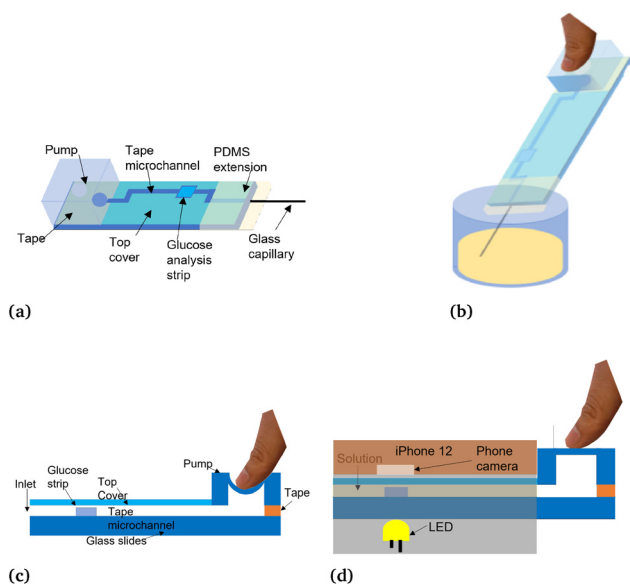 Pump
Tape
microchannel
PDMS
extension
Tape
Top
cover
Glucose
analysis
strip
Glass
capillary
(a)
(b)
Glucose
strip
Inlet
Top
Cover
Pump
Tape
Tape
microchannel
Glass slides
(c)
iPhone 12
Phone
camera
Solution
LED
(d)